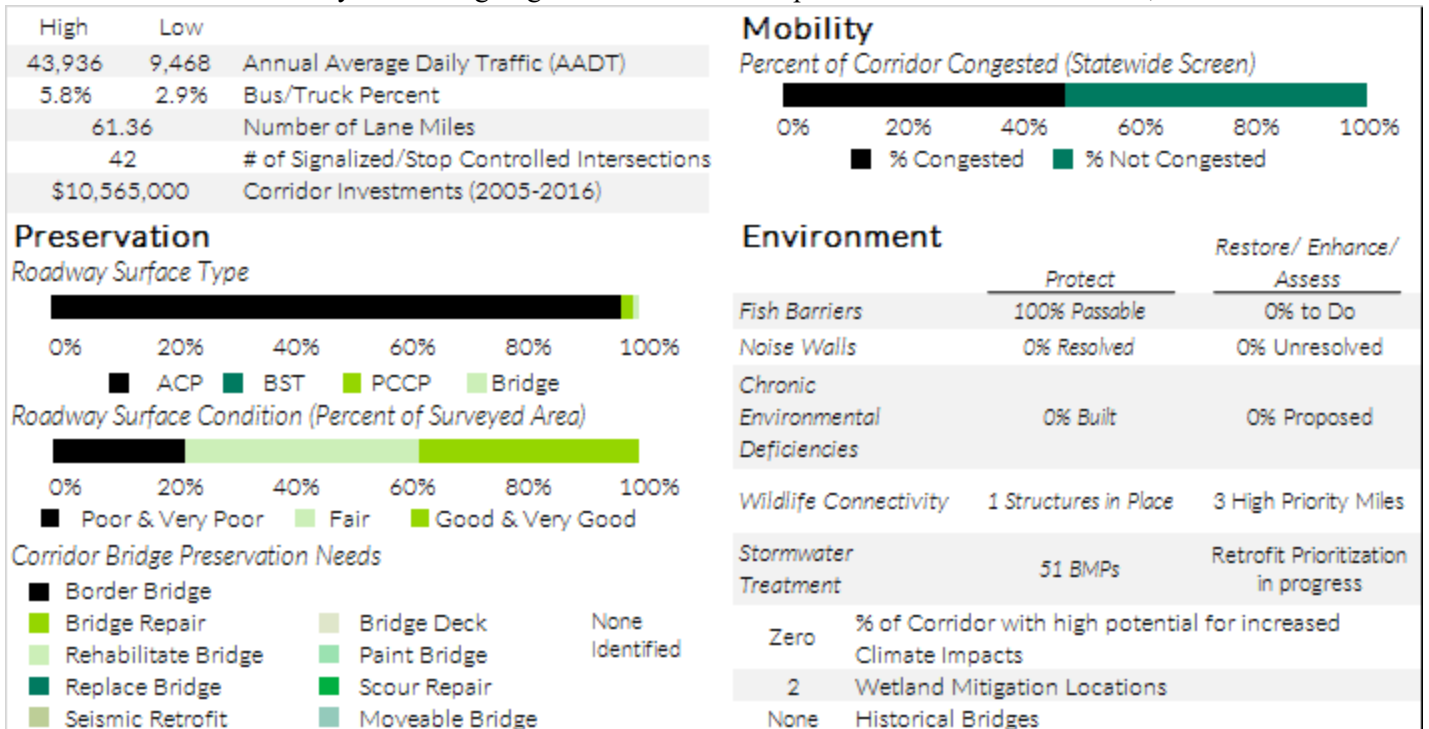 High Low
43,936 9,468 Annual Average Daily Traffic (AADT)
5.8% 2.9% Bus/Truck Percent
61.36 Number of Lane Miles
42 # of Signalized/Stop Controlled Intersections
$10,565,000 Corridor Investments (2005-2016)
Preservation
Roadway Surface Type
0% 20% 40% 60% 80% 100%
ACP BST PCCP Bridge
Roadway Surface Condition (Percent of Surveyed Area)
0% 20% 40% 60% 80% 100%
Poor & Very Poor Fair Good & Very Good
Corridor Bridge Preservation Needs
Border Bridge
Bridge Repair Bridge Deck None
Rehabilitate Bridge Paint Bridge Identified
Replace Bridge Scour Repair
Seismic Retrofit Moveable Bridge
Mobility
Percent of Corridor Congested (Statewide Screen)
0% 20% 40% 60% 80% 100%
% Congested % Not Congested
Environment
Restore/ Enhance/
Protect Assess
Fish Barriers 100% Passable 0% to Do
Noise Walls 0% Resolved 0% Unresolved
Chronic
Environmental 0% Built 0% Proposed
Deficiencies
Wildlife Connectivity 1 Structures in Place 3 High Priority Miles
Stormwater Retrofit Prioritization
Treatment 51 BMPs in progress
Zero % of Corridor with high potential for increased
Climate Impacts
2 Wetland Mitigation Locations
None Historical Bridges